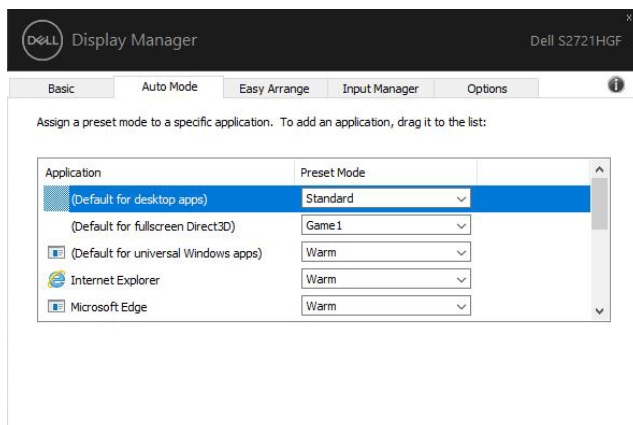 DELL Display Manager Dell S2721HGF
Basic Auto Mode Easy Arrange Input Manager Options
Assign a preset mode to a specific application. To add an application, drag it to the list:
Application Preset Mode
(Default for desktop apps) Standard
(Default for fullscreen Direct3D) Game1
(Default for universal Windows apps) Warm
Internet Explorer Warm
Microsoft Edge Warm